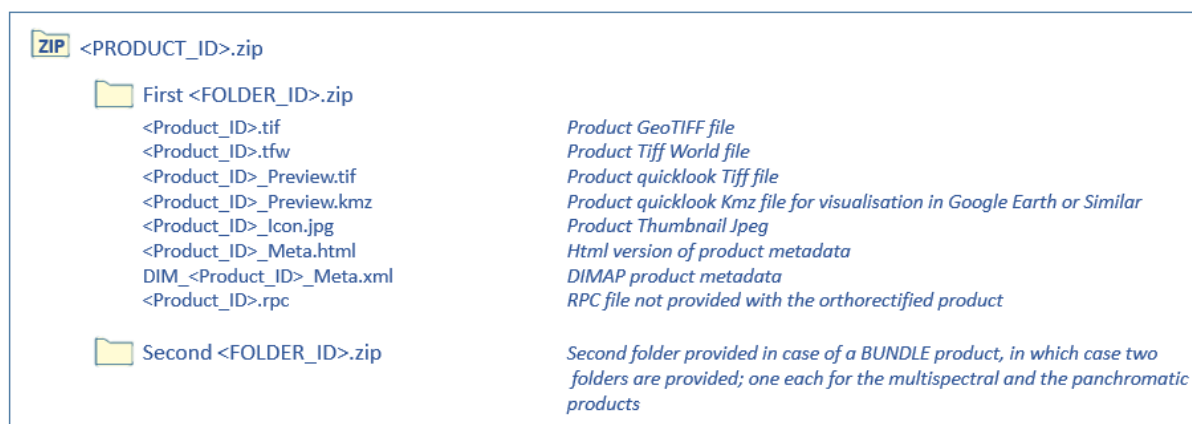 ZIP <PRODUCT_ID>.zip
First <FOLDER_ID>.zip
<Product_ID>.tif Product GeoTIFF file
<Product_ID>.tfw Product Tiff World file
<Product_ID>_Preview.tif Product quicklook Tiff file
<Product_ID>_Preview.kmz Product quicklook Kmz file for visualisation in Google Earth or Similar
<Product_ID>_Icon.jpg Product Thumbnail Jpeg
<Product_ID>_Meta.html Html version of product metadata
DIM_<Product_ID>_Meta.xml DIMAP product metadata
<Product_ID>.rpc RPC file not provided with the orthorectified product
Second <FOLDER_ID>.zip Second folder provided in case of a BUNDLE product, in which case two
folders are provided; one each for the multispectral and the panchromatic
products